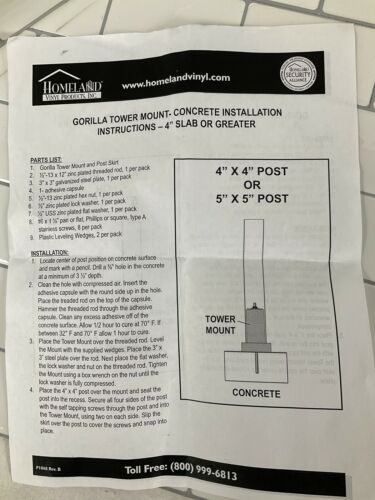 HOMELAND
VINYL PRODUCTS, INC.
www.homelandvinyl.com
HOMELAND
SECURITY
ALLIANCE
GORILLA TOWER MOUNT- CONCRETE INSTALLATION
INSTRUCTIONS – 4" SLAB OR GREATER
PARTS LIST:
1. Gorilla Tower Mount and Post Skirt
2. ½"-13 x 12" zinc plated threaded rod, 1 per pack
3. 3" x 3" galvanized steel plate, 1 per pack
4. 1- adhesive capsule
5. ½"-13 zinc plated hex nut, 1 per pack
6. ½" zinc plated lock washer, 1 per pack
7. ½" USS zinc plated flat washer, 1 per pack
8. #6 x 1 ¼" pan or flat, Phillips or square, type A
stainless screws, 8 per pack
9. Plastic Leveling Wedges, 2 per pack
INSTALLATION:
1. Locate center of post position on concrete surface
and mark with a pencil. Drill a hole in the concrete
at a minimum of 3 ½" depth.
2. Clean the hole with compressed air. Insert the
adhesive capsule with the round side up in the hole.
Place the treaded rod on the top of the capsule.
Hammer the threaded rod through the adhesive
capsule. Clean any excess adhesive off of the
concrete surface. Allow 1/2 hour to cure at 70° F. If
between 32° F and 70° F allow 1 hour to cure.
3. Place the Tower Mount over the threaded rod. Level
the Mount with the supplied wedges. Place the 3" x
3" steel plate over the rod. Next place the flat washer,
the lock washer and nut on the threaded rod. Tighten
the Mount using a box wrench on the nut until the
lock washer is fully compressed.
4. Place the 4" x 4" post over the mount and seat the
post into the recess. Secure all four sides of the post
with the self tapping screws through the post and into
the Tower Mount, using two on each side. Slip the
skirt over the post to cover the screws and snap into
place.
4" X 4" POST
OR
5" X 5" POST
TOWER
MOUNT
CONCRETE
Rev. B
Toll Free: (800) 999-6813